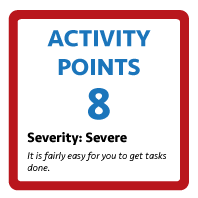 ACTIVITY
POINTS
8
Severity: Severe
It is fairly easy for you to get tasks
done.